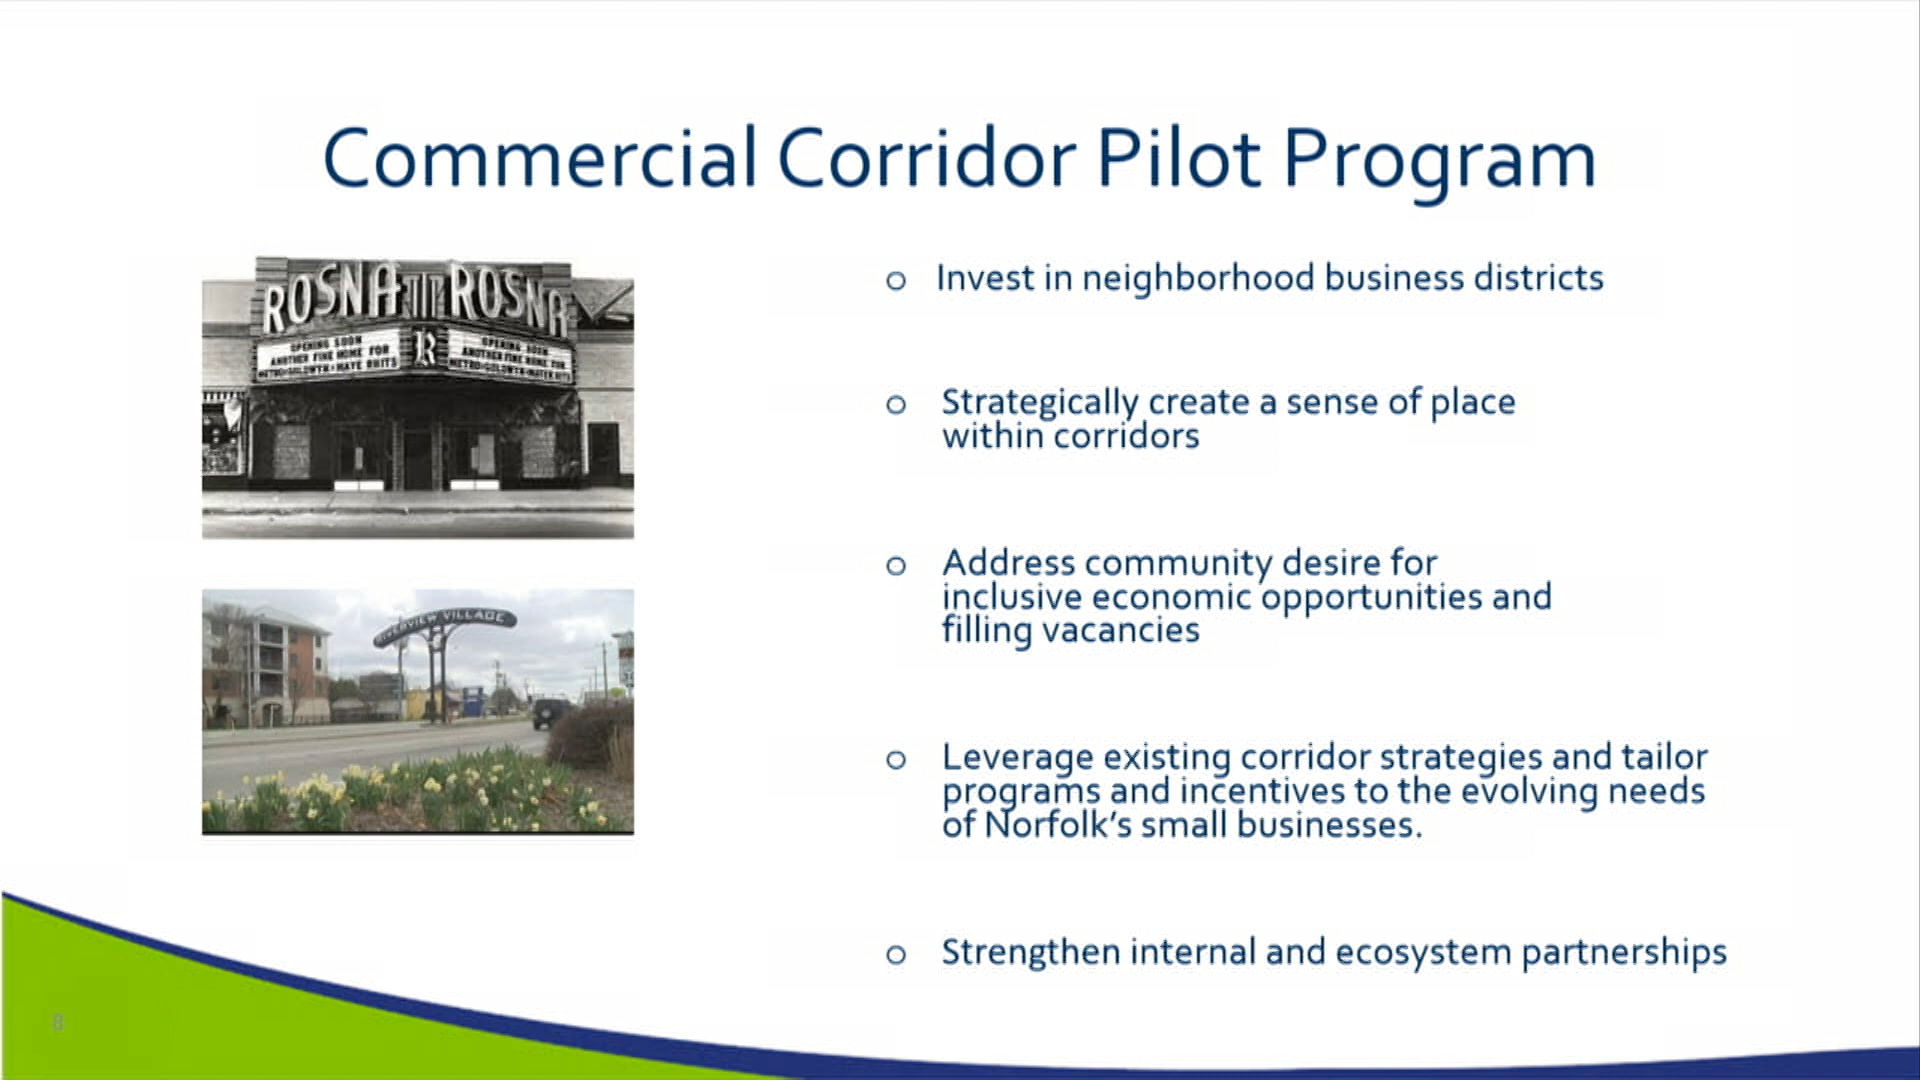 Commercial Corridor Pilot Program
ROSNA ROSNA
R
OPENING SOON
ANOTHER FINE HOME FOR
OPENING SOON
ANOTHER FINE HOME FOR
RIVERVIEW VILLAGE
Invest in neighborhood business districts
Strategically create a sense of place
within corridors
Address community desire for
inclusive economic opportunities and
filling vacancies
Leverage existing corridor strategies and tailor
programs and incentives to the evolving needs
of Norfolk’s small businesses.
Strengthen internal and ecosystem partnerships
8